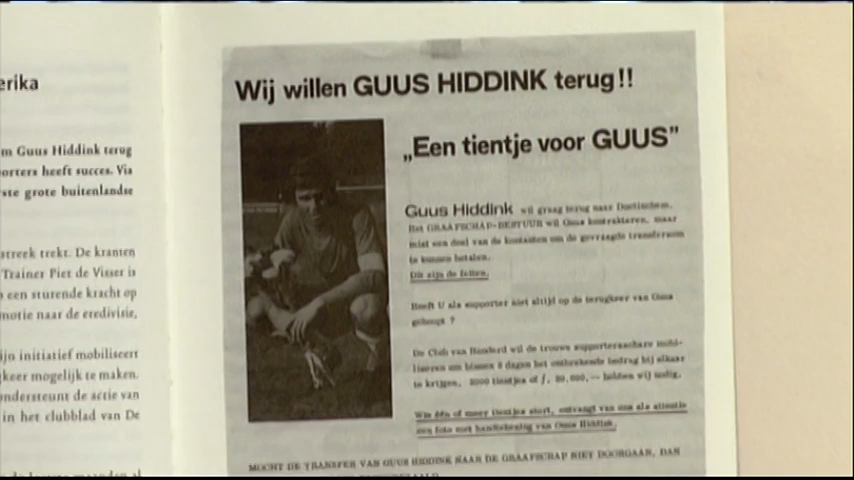 erika
m Guus Hiddink terug
orters heeft succes. Via
ste grote buitenlandse
streek trekt. De kranten
Trainer Piet de Visser is
een sturende kracht op
motie naar de eredivisie,
ijn initiatief mobiliseert
gkeer mogelijk te maken.
ndersteunt de actie van
in het clubblad van De
Wij willen GUUS HIDDINK terug!!
„Een tientje voor GUUS”
Guus Hiddink wil graag terug naar Doetinchem.
Het GRAAFSCHAP-BESTUUR wil Guus kontrakteren, maar
mist een deel van de kontanten om de gevraagde transfersom
te kunnen betalen.
Dit zijn de feiten.
Heeft U als supporter niet altijd op de terugkeer van Guus
gehoopt ?
De Club van Honderd wil de trouwe supportersschare mobi-
liseren om binnen 8 dagen het ontbrekende bedrag bij elkaar
te krijgen. 2000 tientjes of f. 20.000,-- hebben wij nodig.
Wie één of meer tientjes stort, ontvangt van ons als attentie
een foto met handtekening van Guus Hiddink.
MOCHT DE TRANSFER VAN GUUS HIDDINK NAAR DE GRAAFSCHAP NIET DOORGAAN, DAN